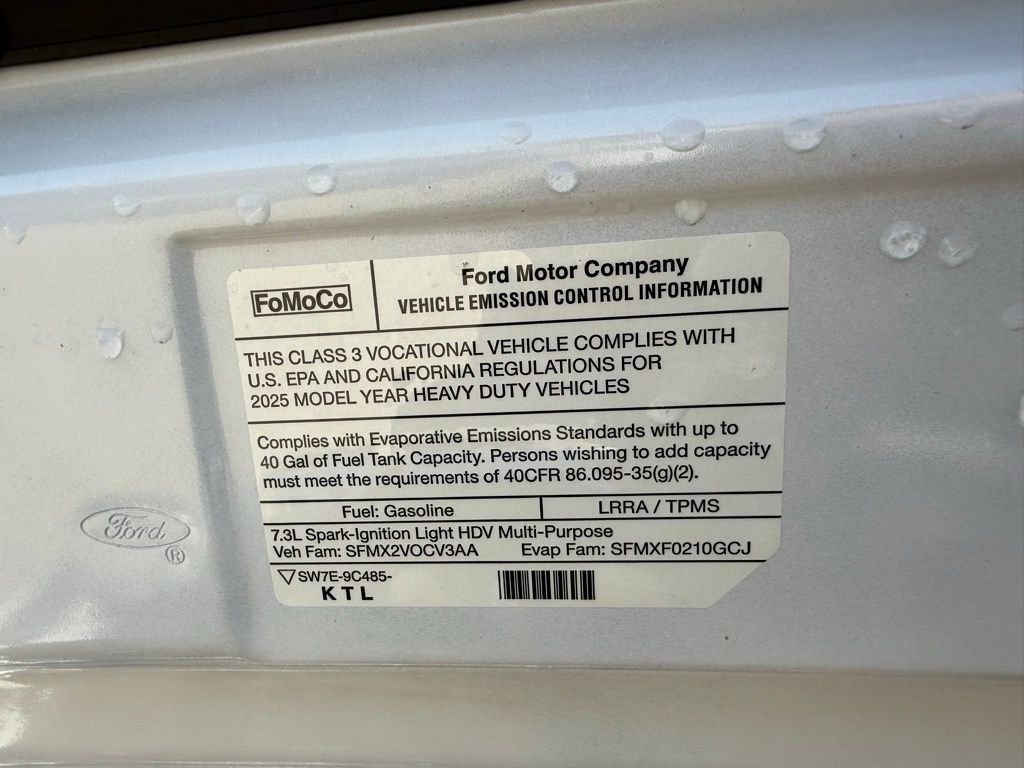 FoMoCo
Ford Motor Company
VEHICLE EMISSION CONTROL INFORMATION
THIS CLASS 3 VOCATIONAL VEHICLE COMPLIES WITH
U.S. EPA AND CALIFORNIA REGULATIONS FOR
2025 MODEL YEAR HEAVY DUTY VEHICLES
Complies with Evaporative Emissions Standards with up to
40 Gal of Fuel Tank Capacity. Persons wishing to add capacity
must meet the requirements of 40CFR 86.095-35(g)(2).
Fuel: Gasoline
LRRA / TPMS
7.3L Spark-Ignition Light HDV Multi-Purpose
Veh Fam: SFMX2VOCV3AA Evap Fam: SFMXF0210GCJ
SW7E-9C485-
K T L
Ford
®